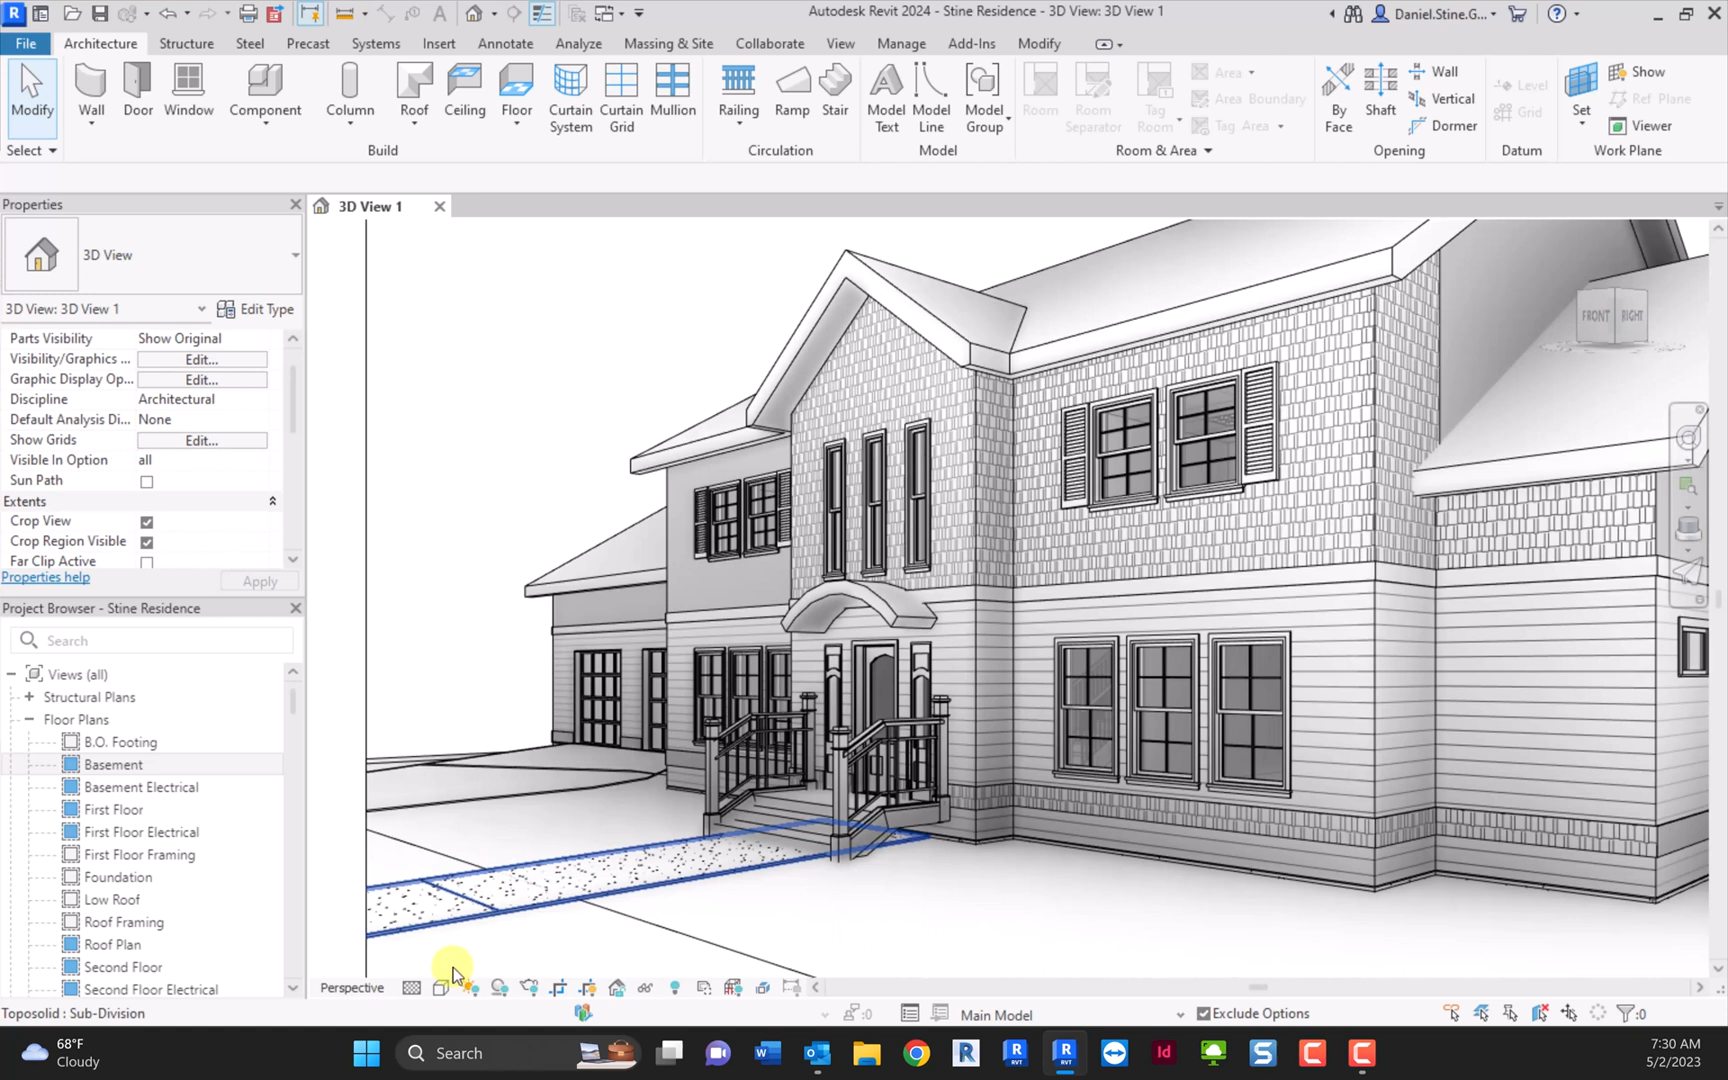 Autodesk Revit 2024 - Stine Residence - 3D View: 3D View 1
Daniel.Stine.G...
File
Architecture
Structure
Steel
Precast
Systems
Insert
Annotate
Analyze
Massing & Site
Collaborate
View
Manage
Add-Ins
Modify
Modify
Wall
Door
Window
Component
Column
Roof
Ceiling
Floor
Curtain System
Curtain Grid
Mullion
Railing
Ramp
Stair
Model Text
Model Line
Model Group
Room
Room Separator
Tag Room
Area
Area Boundary
Tag Area
By Face
Shaft
Wall
Vertical
Dormer
Level
Grid
Set
Show
Ref Plane
Viewer
Select
Build
Circulation
Model
Room & Area
Opening
Datum
Work Plane
Properties
3D View
3D View: 3D View 1
Edit Type
Parts Visibility Show Original
Visibility/Graphics ... Edit...
Graphic Display Op... Edit...
Discipline Architectural
Default Analysis Di... None
Show Grids Edit...
Visible In Option all
Sun Path
Extents
Crop View
Crop Region Visible
Far Clip Active
Properties help
Apply
Project Browser - Stine Residence
Search
Views (all)
Structural Plans
Floor Plans
B.O. Footing
Basement
Basement Electrical
First Floor
First Floor Electrical
First Floor Framing
Foundation
Low Roof
Roof Framing
Roof Plan
Second Floor
Second Floor Electrical
3D View 1
FRONT
RIGHT
Perspective
Toposolid : Sub-Division
:0
Main Model
Exclude Options
:0
68°F
Cloudy
Search
7:30 AM
5/2/2023